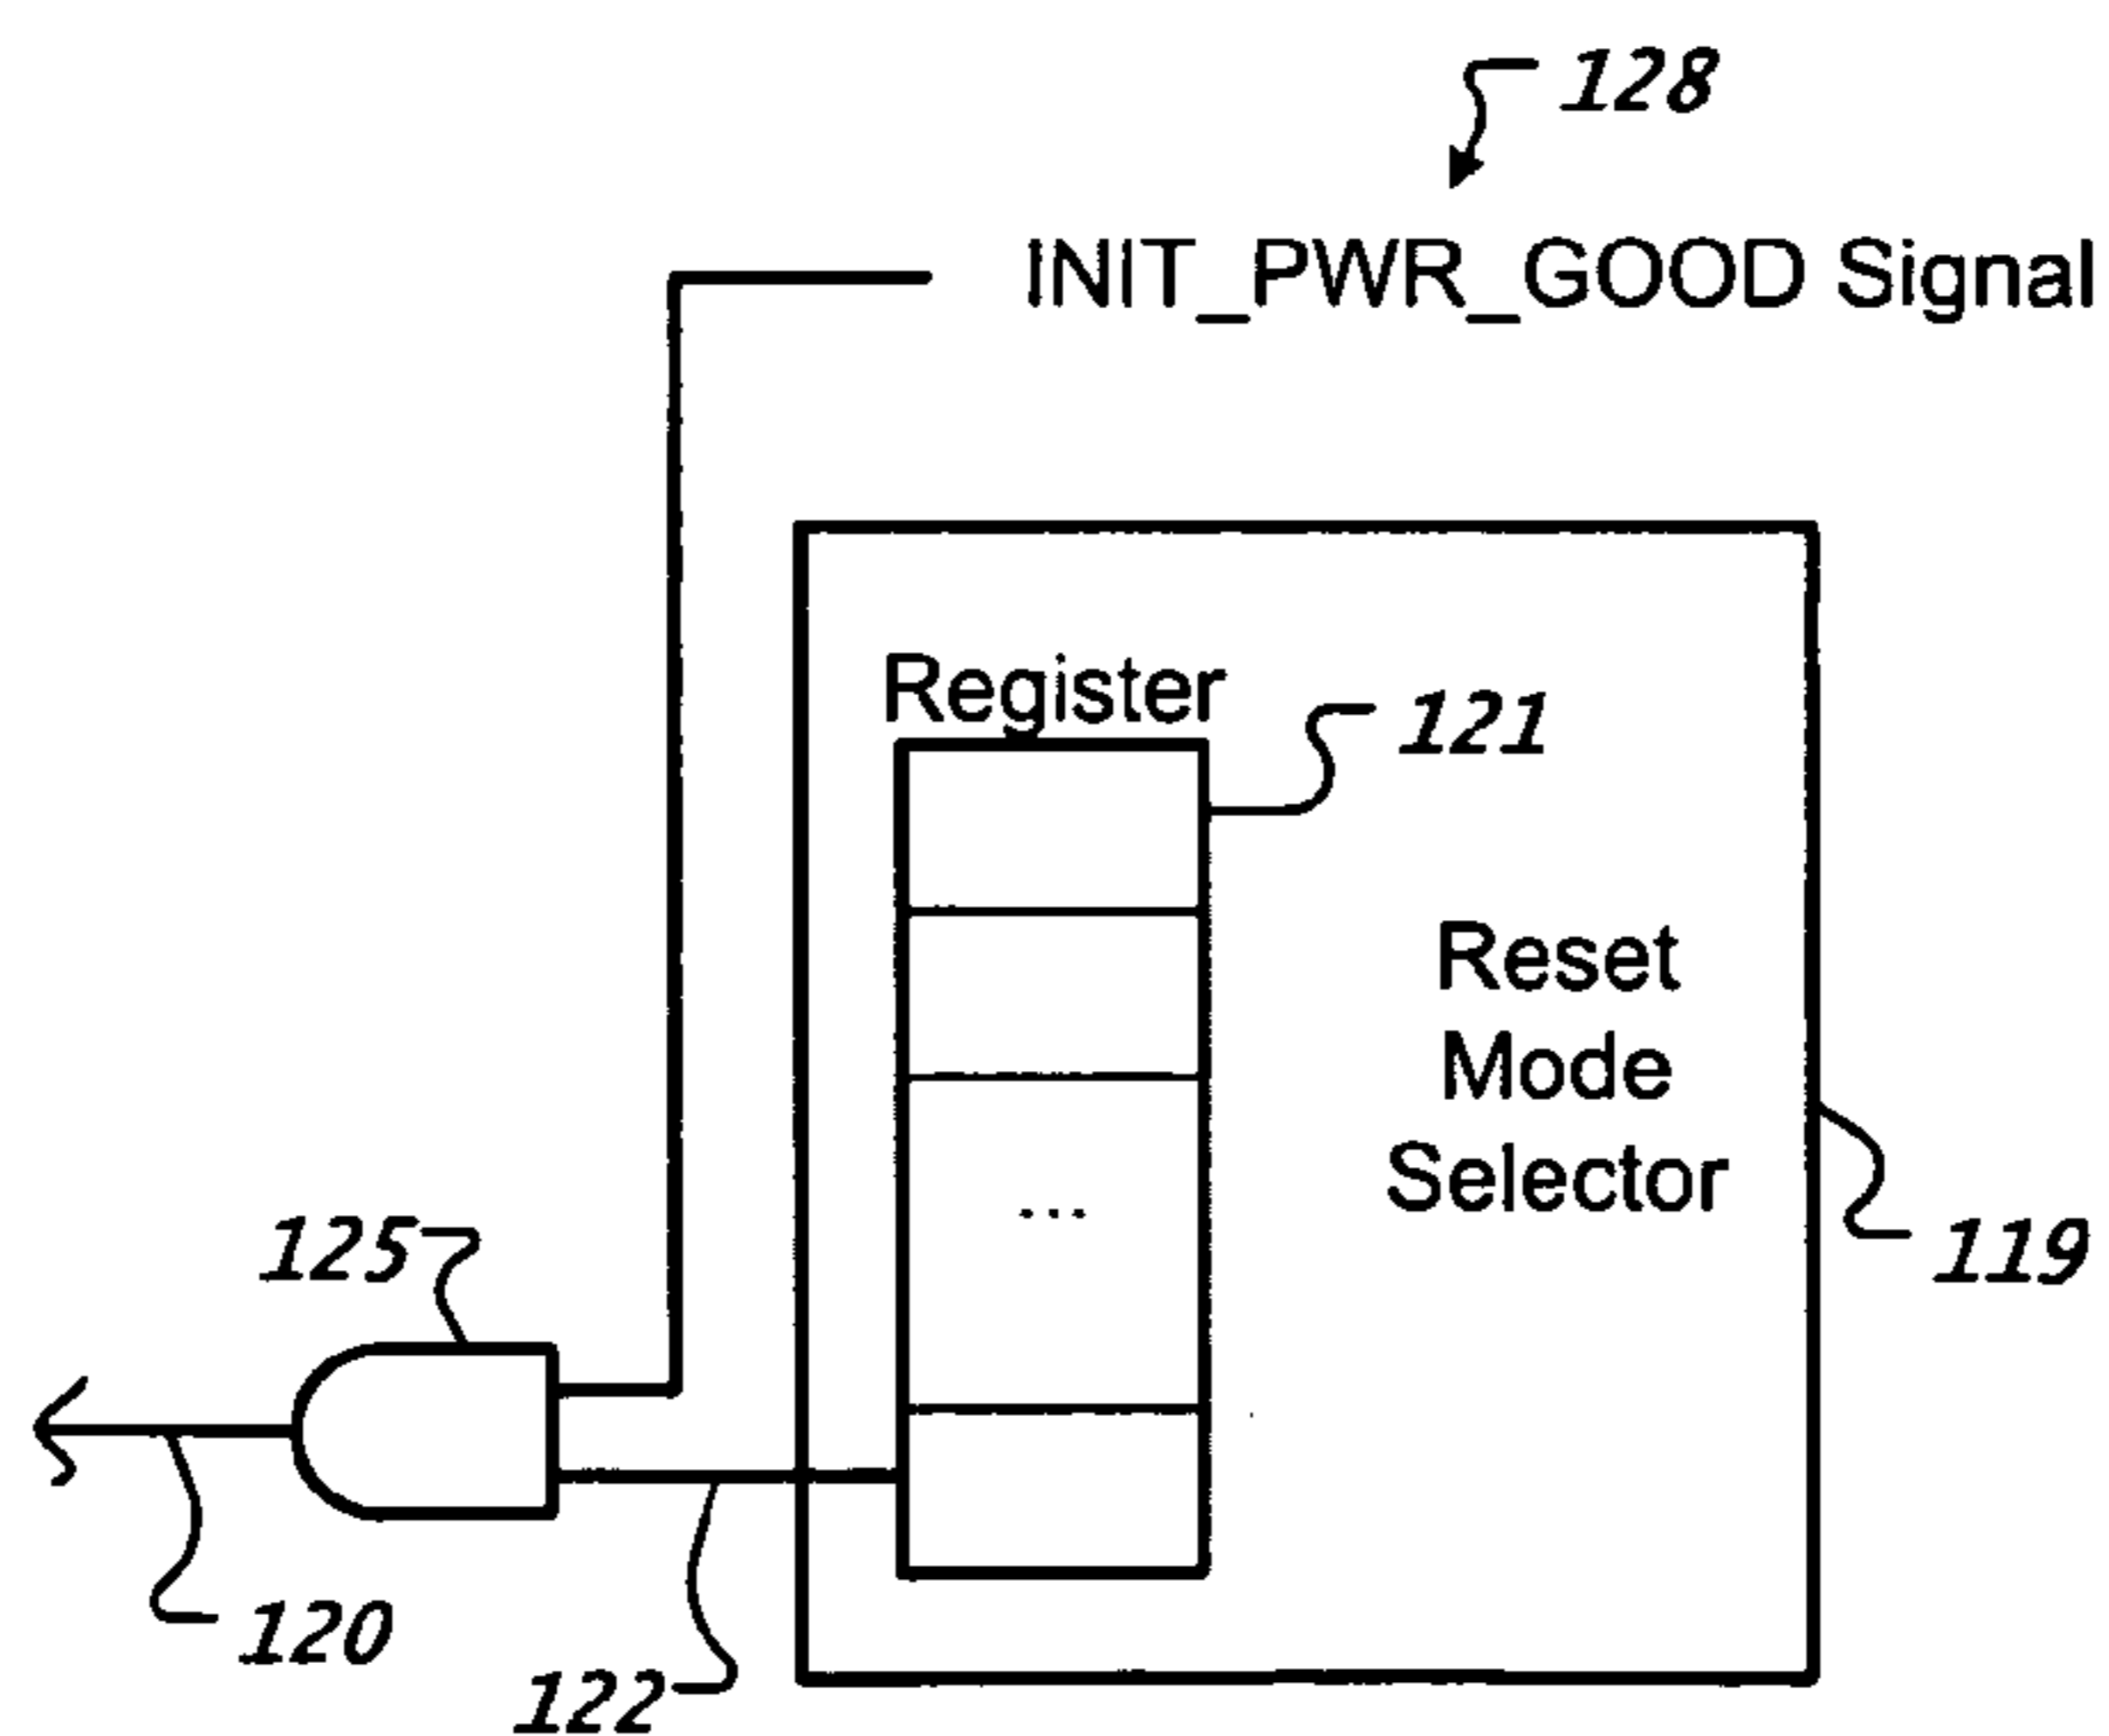 128
INIT_PWR_GOOD Signal
Register
121
Reset
Mode
Selector
125
119
120
122
...